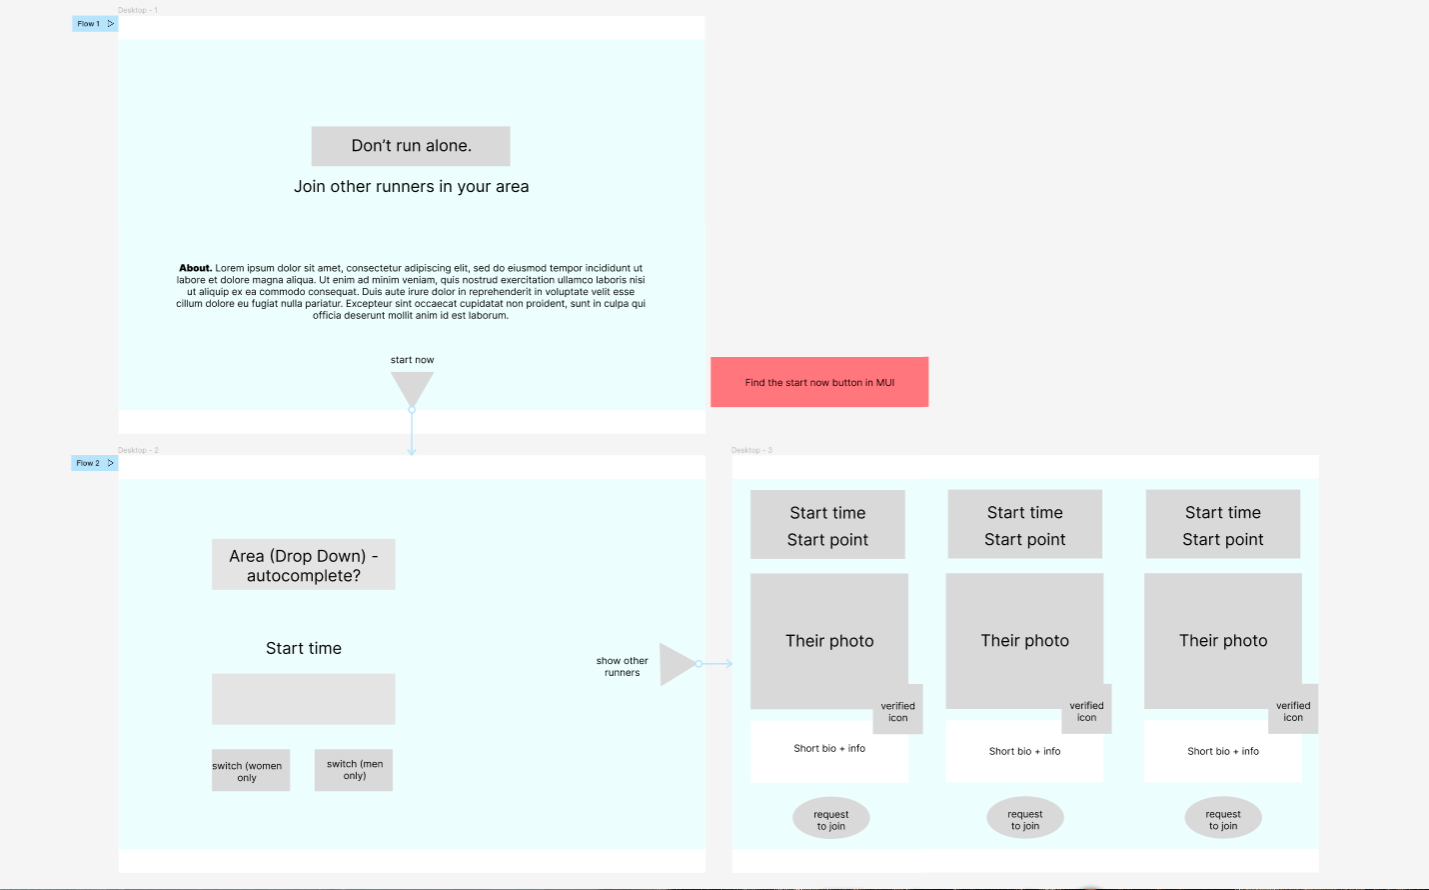 Desktop - 1
Flow 1
Don't run alone.
Join other runners in your area
About. Lorem ipsum dolor sit amet, consectetur adipiscing elit, sed do eiusmod tempor incididunt ut
labore et dolore magna aliqua. Ut enim ad minim veniam, quis nostrud exercitation ullamco laboris nisi
ut aliquip ex ea commodo consequat. Duis aute irure dolor in reprehenderit in voluptate velit esse
cillum dolore eu fugiat nulla pariatur. Excepteur sint occaecat cupidatat non proident, sunt in culpa qui
officia deserunt mollit anim id est laborum.
start now
Find the start now button in MUI
Desktop - 2
Flow 2
Area (Drop Down) -
autocomplete?
Start time
switch (women
only
switch (men
only)
show other
runners
Desktop - 3
Start time
Start point
Their photo
verified
icon
Short bio + info
request
to join
Start time
Start point
Their photo
verified
icon
Short bio + info
request
to join
Start time
Start point
Their photo
verified
icon
Short bio + info
request
to join